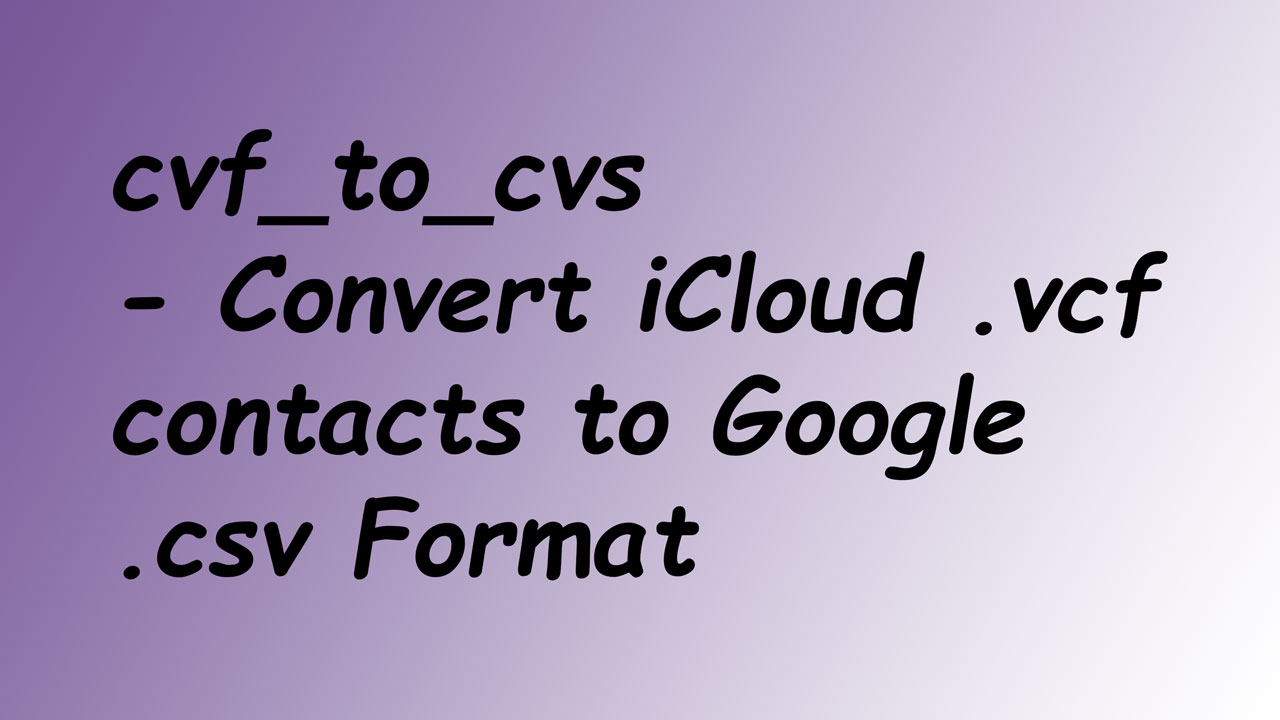 cvf_to_cvs
- Convert iCloud .vcf
contacts to Google
.csv Format